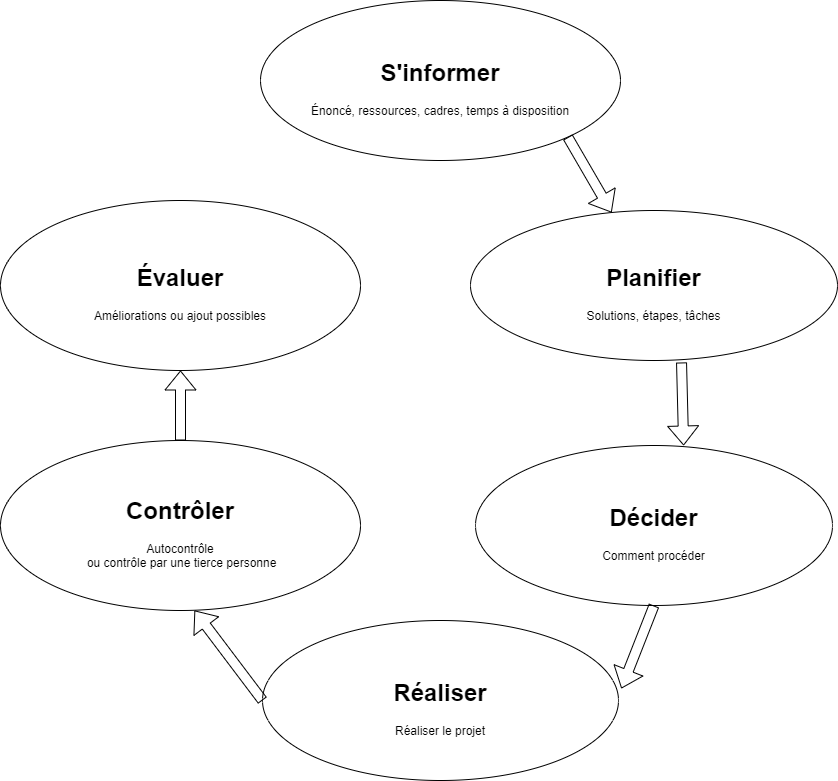 S'informer
Énoncé, ressources, cadres, temps à disposition
Planifier
Solutions, étapes, tâches
Décider
Comment procéder
Réaliser
Réaliser le projet
Contrôler
Autocontrôle
ou contrôle par une tierce personne
Évaluer
Améliorations ou ajout possibles